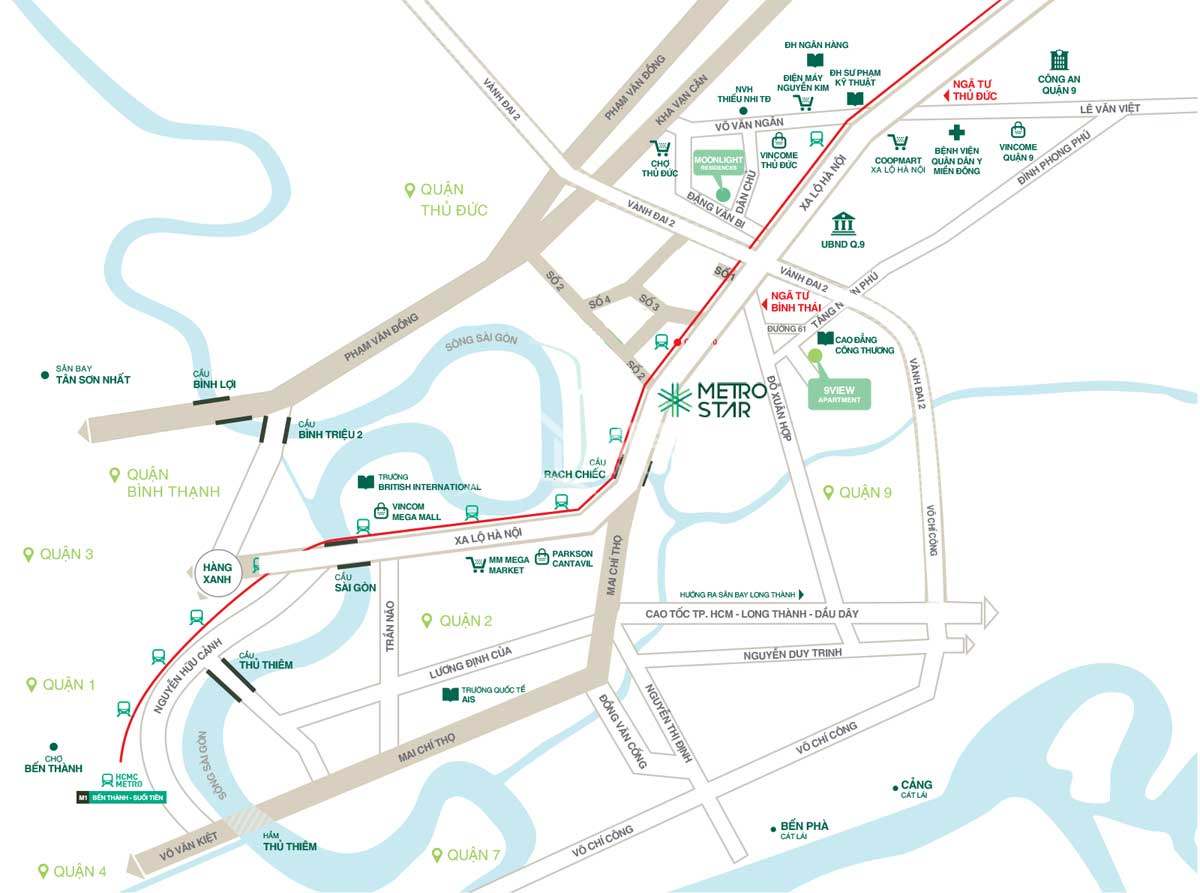 ĐH NGÂN HÀNG
ĐIỆN MÁY
NGUYỄN KIM
ĐH SƯ PHẠM
KỸ THUẬT
NVH
THIẾU NHI TĐ
NGÃ TƯ
THỦ ĐỨC
CÔNG AN
QUẬN 9
LÊ VĂN VIỆT
VÀNH ĐAI 2
PHẠM VĂN ĐỒNG
KHA VẠN CÂN
VÕ VĂN NGÂN
CHỢ
THỦ ĐỨC
MOONLIGHT
RESIDENCES
VINCOME
THỦ ĐỨC
COOPMART
XA LỘ HÀ NỘI
BỆNH VIỆN
QUÂN DÂN Y
MIỀN ĐÔNG
VINCOME
QUẬN 9
ĐÌNH PHONG PHÚ
QUẬN
THỦ ĐỨC
ĐẶNG VĂN BI
DÂN CHỦ
XA LỘ HÀ NỘI
VÀNH ĐAI 2
UBND Q.9
SỐ 2
SỐ 4
SỐ 3
SỐ 1
VÀNH ĐAI 2
NGÃ TƯ
BÌNH THÁI
PHÚ
ĐƯỜNG 61
CAO ĐẲNG
CÔNG THƯƠNG
PHẠM VĂN ĐỒNG
SÔNG SÀI GÒN
SỐ 2
SÂN BAY
TÂN SƠN NHẤT
CẦU
BÌNH LỢI
METRO
STAR
9VIEW
APARTMENT
ĐỖ XUÂN HỢP
VÀNH ĐAI 2
CẦU
BÌNH TRIỆU 2
QUẬN
BÌNH THẠNH
TRƯỜNG
BRITISH INTERNATIONAL
CẦU
RẠCH CHIẾC
QUẬN 9
VINCOM
MEGA MALL
XA LỘ HÀ NỘI
VÕ CHÍ CÔNG
QUẬN 3
HÀNG
XANH
CẦU
SÀI GÒN
MM MEGA
MARKET
PARKSON
CANTAVIL
MAI CHÍ THỌ
HƯỚNG RA SÂN BAY LONG THÀNH
CAO TỐC TP. HCM - LONG THÀNH - DẦU DÂY
QUẬN 2
TRẦN NÃO
NGUYỄN HỮU CẢNH
CẦU
THỦ THIÊM
LƯƠNG ĐỊNH CỦA
NGUYỄN DUY TRINH
QUẬN 1
TRƯỜNG QUỐC TẾ
AIS
ĐỒNG VĂN CỐNG
NGUYỄN THỊ ĐỊNH
VÕ CHÍ CÔNG
SÔNG SÀI GÒN
MAI CHÍ THỌ
CHỢ
BẾN THÀNH
HCMC
METRO
M1 BẾN THÀNH - SUỐI TIÊN
CẢNG
CÁT LÁI
BẾN PHÀ
CÁT LÁI
VÕ VĂN KIỆT
HẦM
THỦ THIÊM
VÕ CHÍ CÔNG
QUẬN 7
QUẬN 4